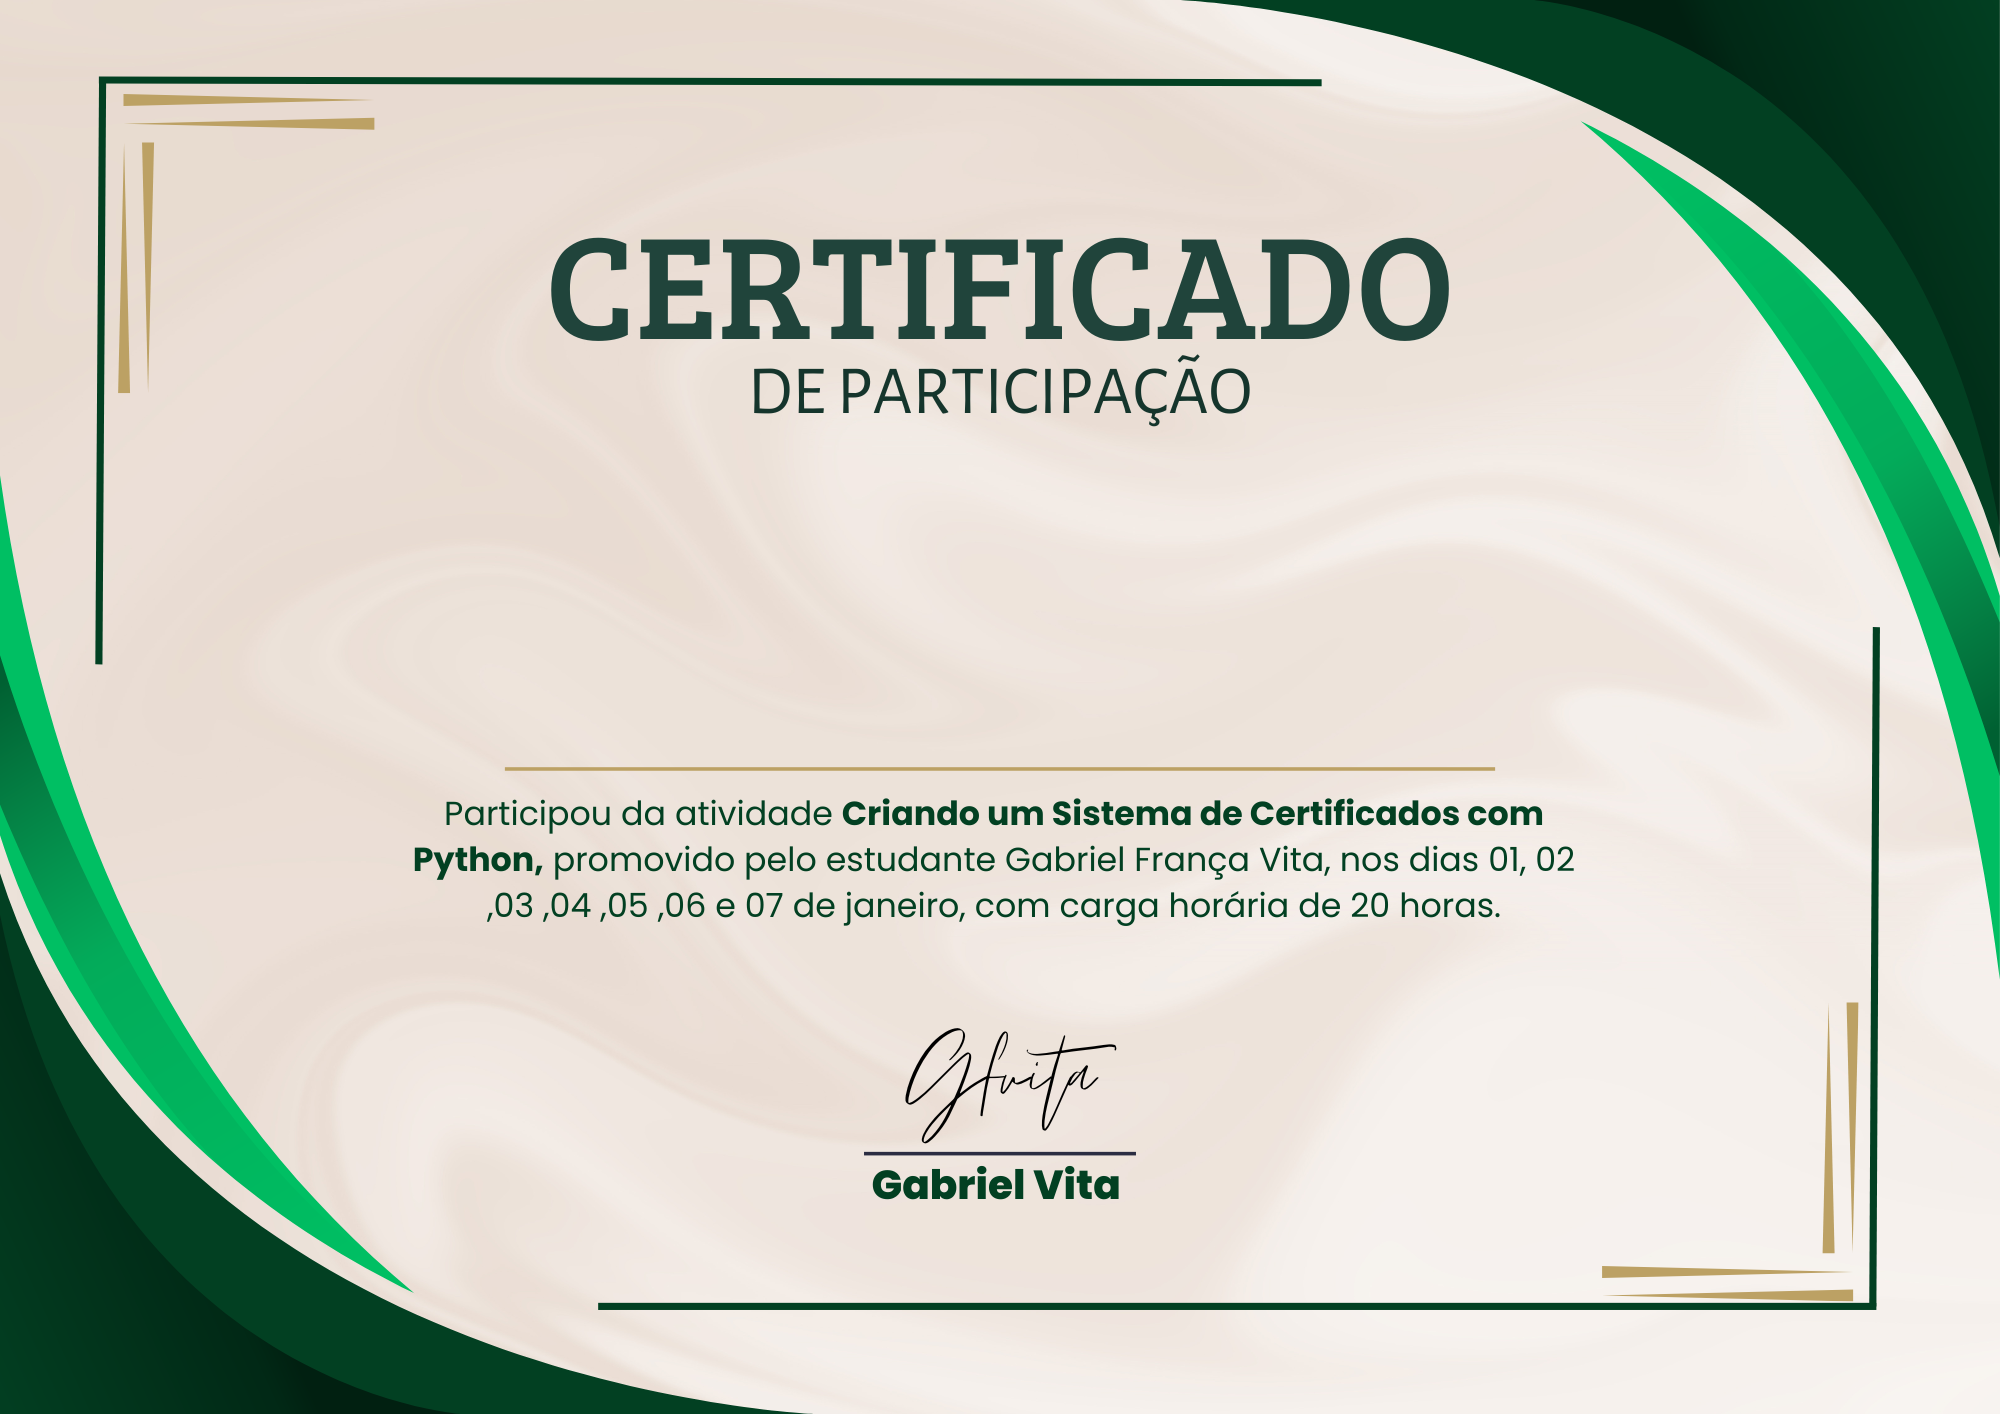 CERTIFICADO
DE PARTICIPAÇÃO
Participou da atividade Criando um Sistema de Certificados com
Python, promovido pelo estudante Gabriel França Vita, nos dias 01, 02
,03 ,04 ,05 ,06 e 07 de janeiro, com carga horária de 20 horas.
Gfvita
Gabriel Vita